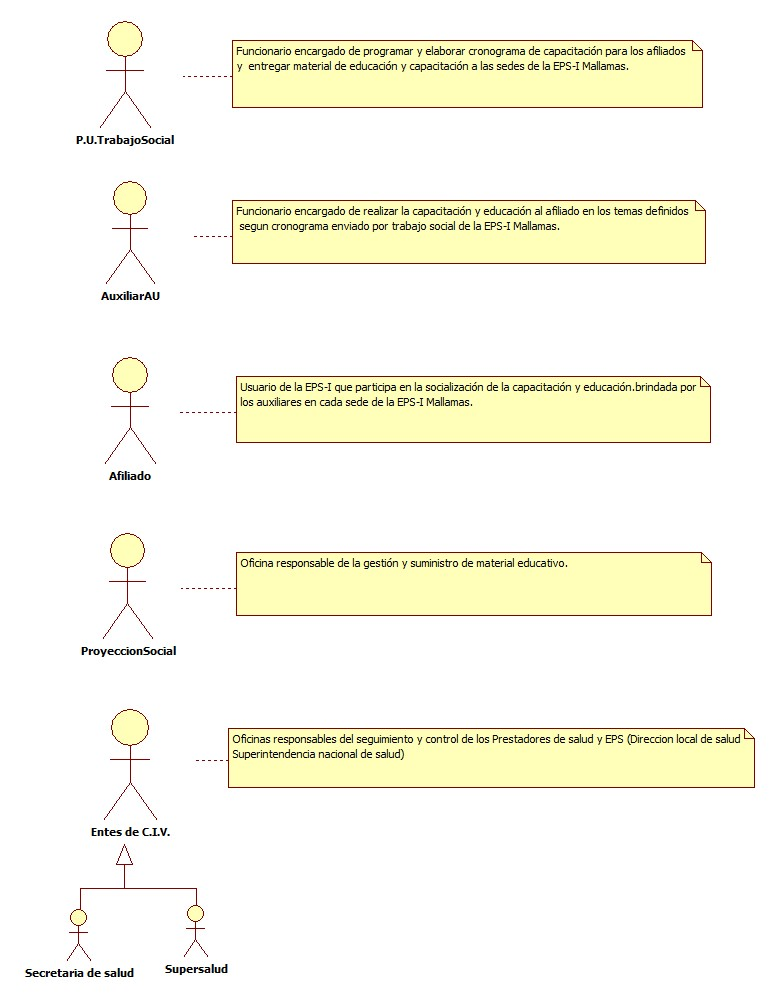 Funcionario encargado de programar y elaborar cronograma de capacitación para los afiliados
y entregar material de educación y capacitación a las sedes de la EPS-I Mallamas.
P.U.TrabajoSocial
Funcionario encargado de realizar la capacitación y educación al afiliado en los temas definidos
segun cronograma enviado por trabajo social de la EPS-I Mallamas.
AuxiliarAU
Usuario de la EPS-I que participa en la socialización de la capacitación y educación.brindada por
los auxiliares en cada sede de la EPS-I Mallamas.
Afiliado
Oficina responsable de la gestión y suministro de material educativo.
ProyeccionSocial
Oficinas responsables del seguimiento y control de los Prestadores de salud y EPS (Direccion local de salud
Superintendencia nacional de salud)
Entes de C.I.V.
Secretaria de salud
Supersalud